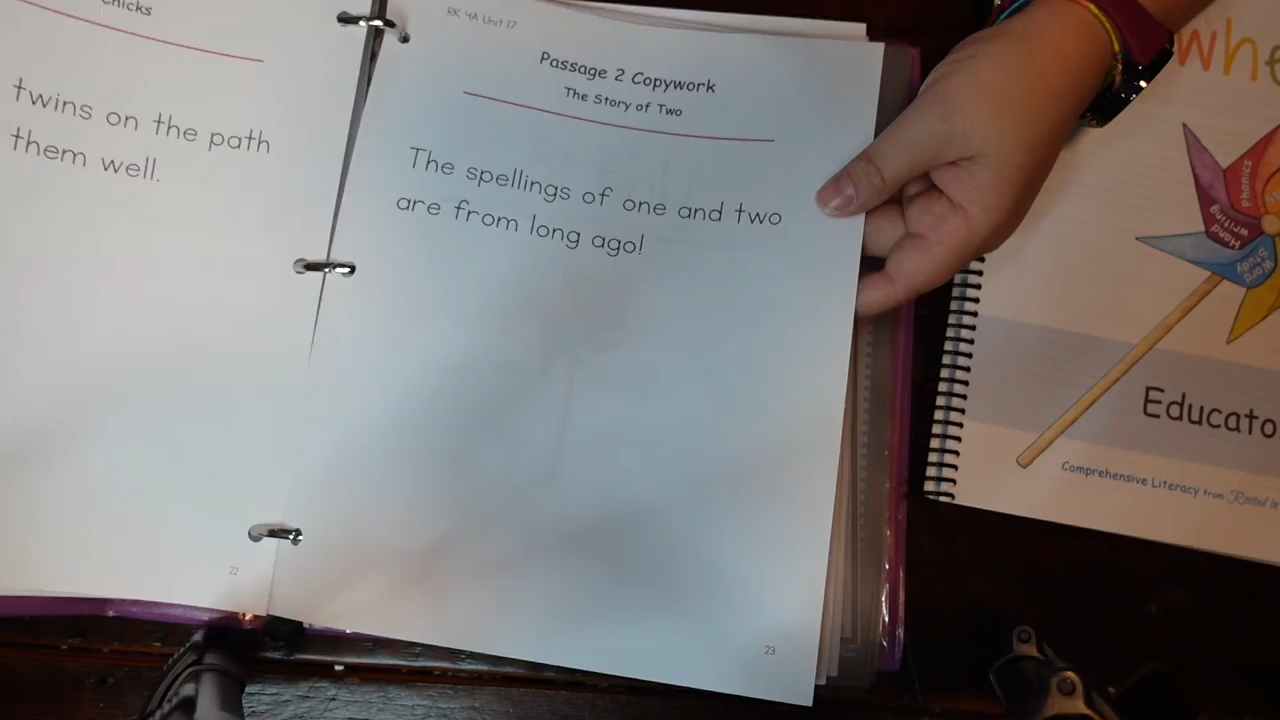 twins on the path
them well.
22
RK 4A Unit 17
Passage 2 Copywork
The Story of Two
The spellings of one and two
are from long ago!
23
Phonics
Hand
writing
Word
Study
Educato
Comprehensive Literacy from Rooted in